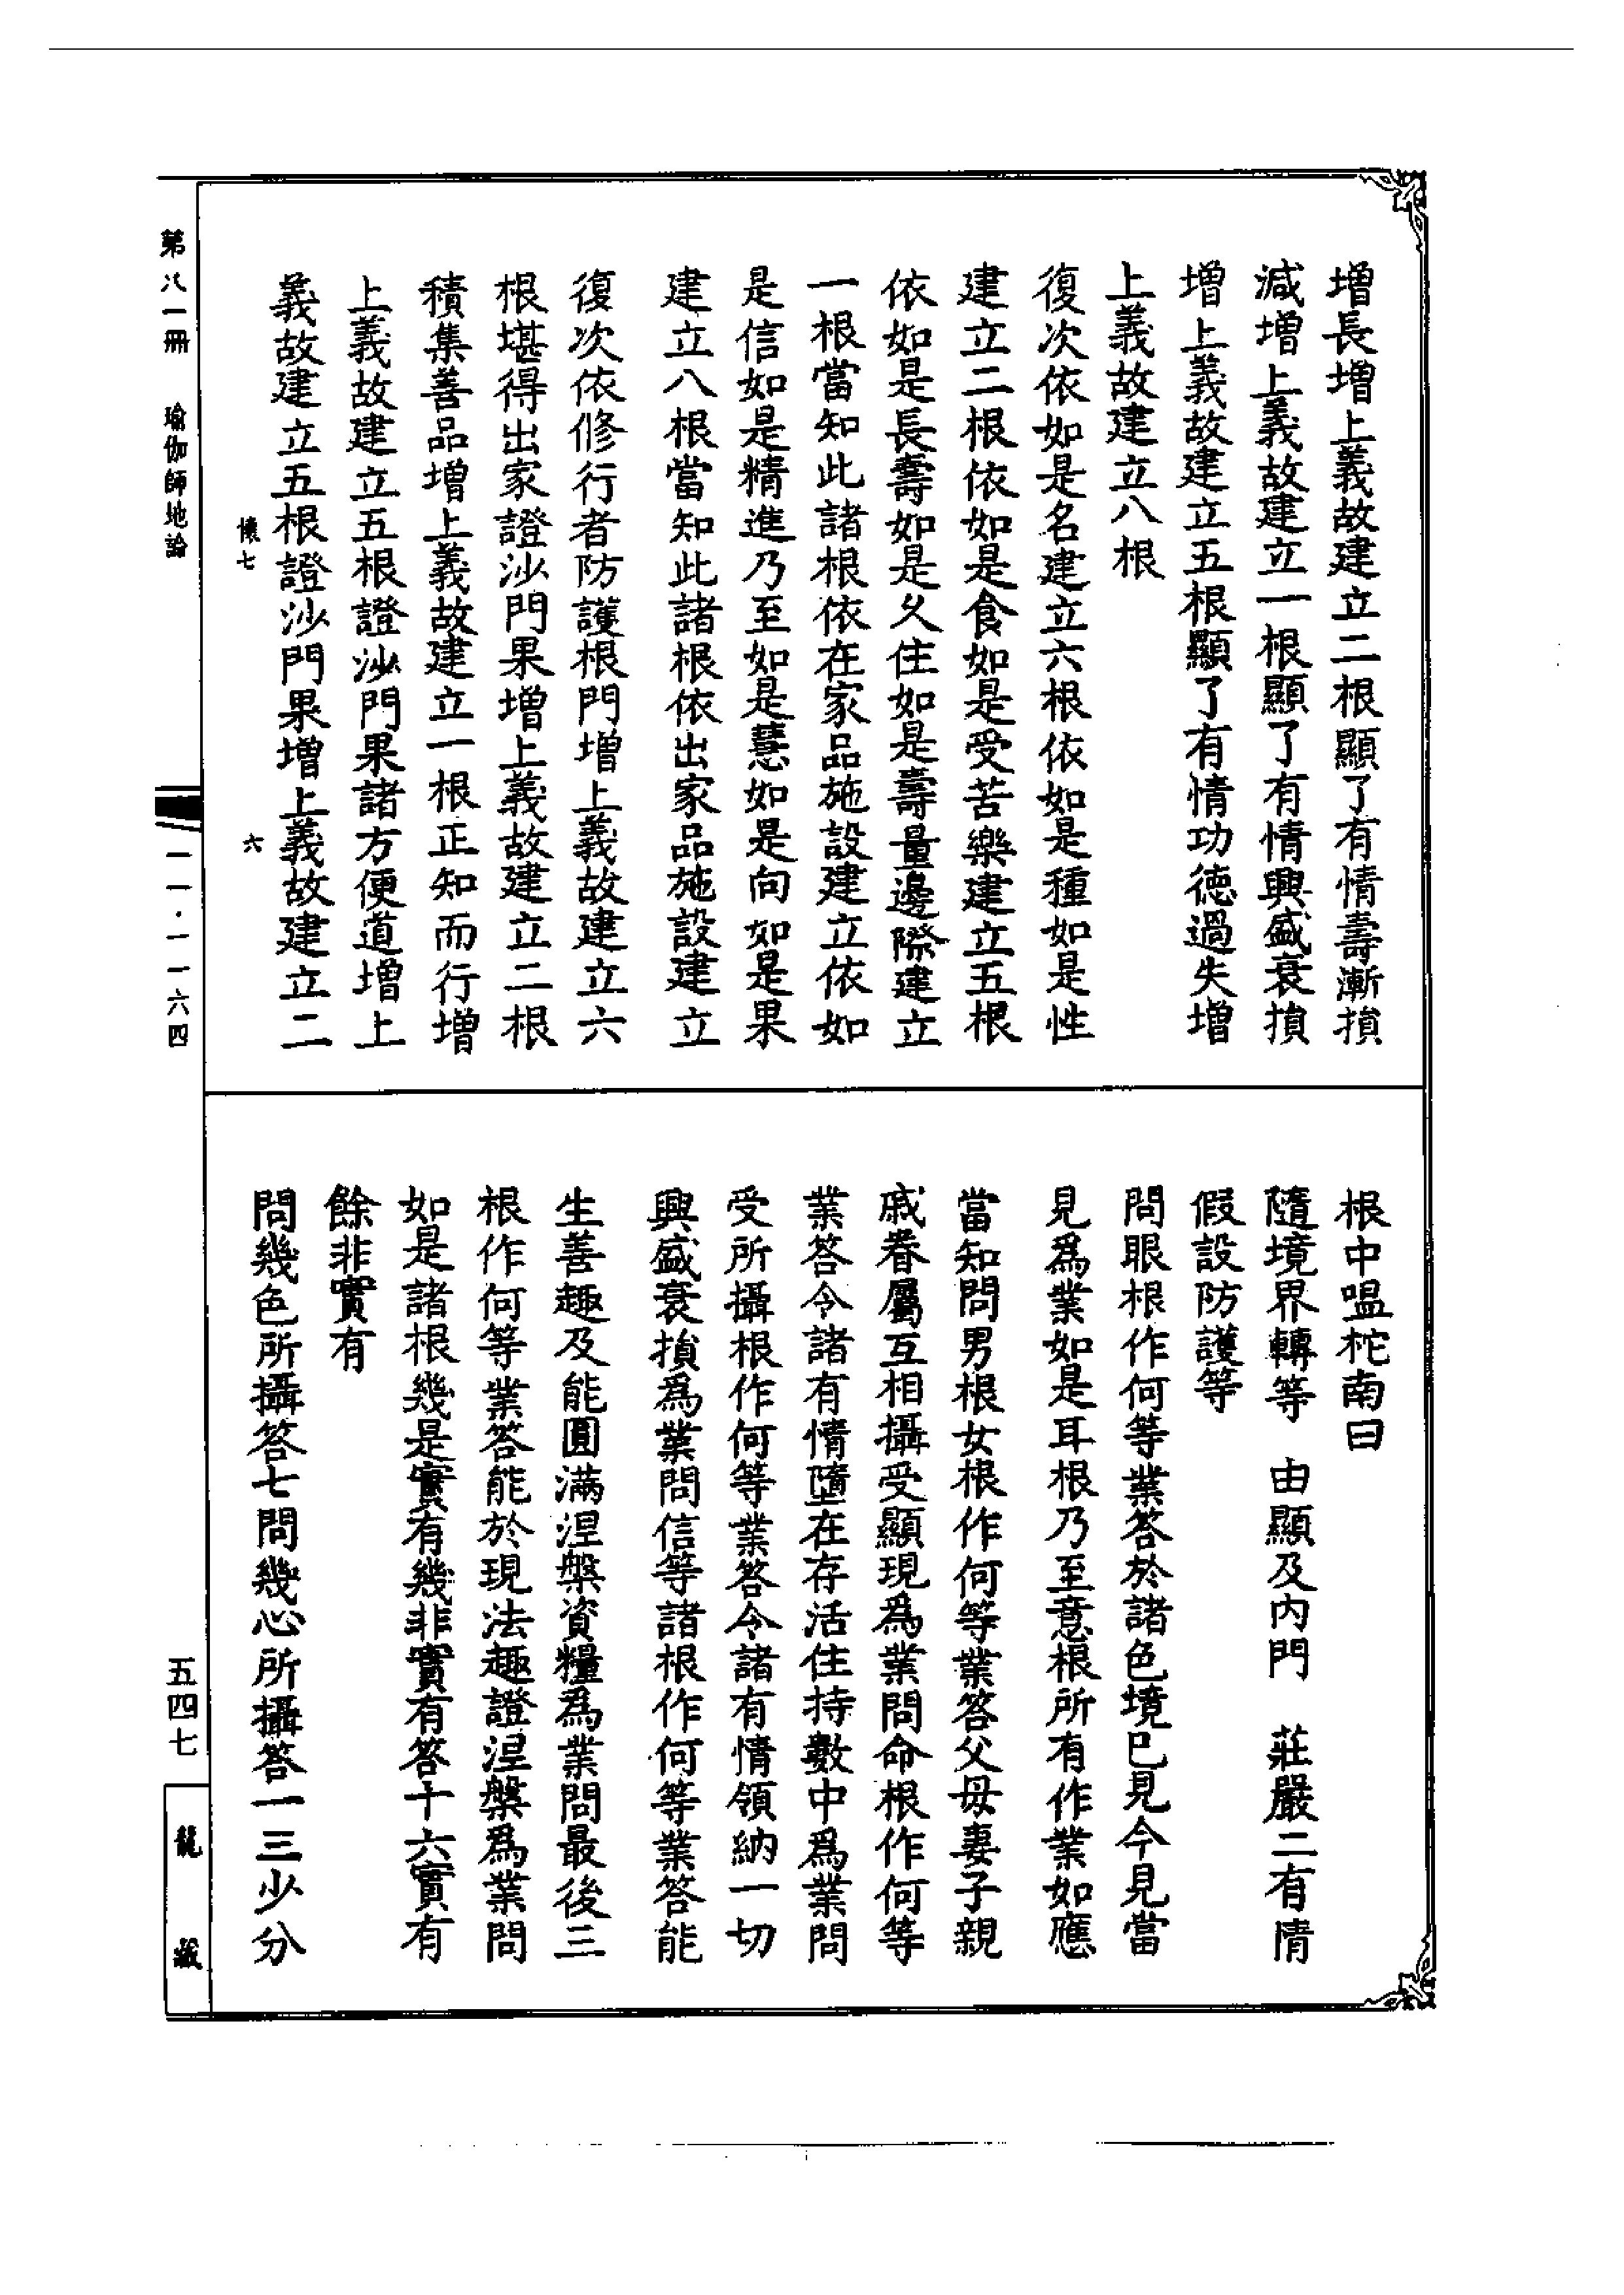 增長增上義故建立二根顯了有情壽漸損
減增上義故建立一根顯了有情興盛衰損
增上義故建立五根顯了有情功德過失增
上義故建立八根
復次依如是名建立六根依如是種如是性
建立二根依如是食如是受苦樂建立五根
依如是長壽如是久住如是壽量邊際建立
一根當知此諸根依在家品施設建立依如
是信如是精進乃至如是慧如是向如是果
建立八根當知此諸根依出家品施設建立
復次依修行者防護根門增上義故建立六
根堪得出家證沙門果增上義故建立二根
積集善品增上義故建立一根正知而行增
上義故建立五根證沙門果諸方便道增上
義故建立五根證沙門果增上義故建立二
懷七 六
根中嗢柁南曰
隨境界轉等 由顯及內門 莊嚴二有情
假設防護等
問眼根作何等業答於諸色境已見今見當
見爲業如是耳根乃至意根所有作業如應
當知問男根女根作何等業答父母妻子親
戚眷屬互相攝受顯現爲業問命根作何等
業答令諸有情墮在存活住持數中爲業問
受所攝根作何等業答令諸有情領納一切
興盛衰損爲業問信等諸根作何等業答能
生善趣及能圓滿涅槃資糧爲業問最後三
根作何等業答能於現法趣證涅槃爲業問
如是諸根幾是實有幾非實有答十六實有
餘非實有
問幾色所攝答七問幾心所攝答一三少分
第八一冊 瑜伽師地論
一一·一一六四
五四七
龍藏